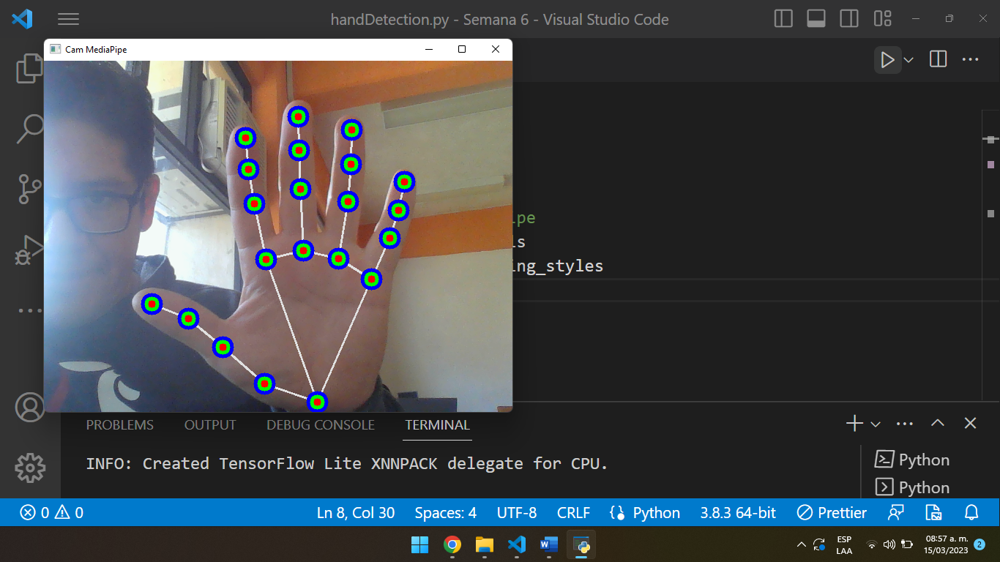 handDetection.py - Semana 6 - Visual Studio Code
Cam MediaPipe
ipe
ls
ing_styles
PROBLEMS OUTPUT DEBUG CONSOLE TERMINAL
INFO: Created TensorFlow Lite XNNPACK delegate for CPU.
Python
Python
0 0 Ln 8, Col 30 Spaces: 4 UTF-8 CRLF Python 3.8.3 64-bit Prettier
ESP
LAA
08:57 a. m.
15/03/2023
2